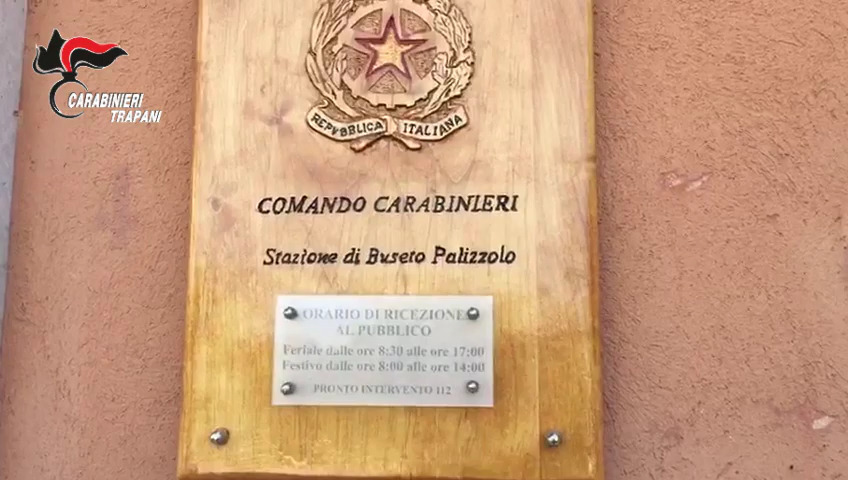 CARABINIERI
TRAPANI
REPVBBLICA ITALIANA
COMANDO CARABINIERI
Stazione di Buseto Palizzolo
ORARIO DI RICEZIONE
AL PUBBLICO
Feriale dalle ore 8:30 alle ore 17:00
Festivo dalle ore 8:00 alle ore 14:00
PRONTO INTERVENTO 112